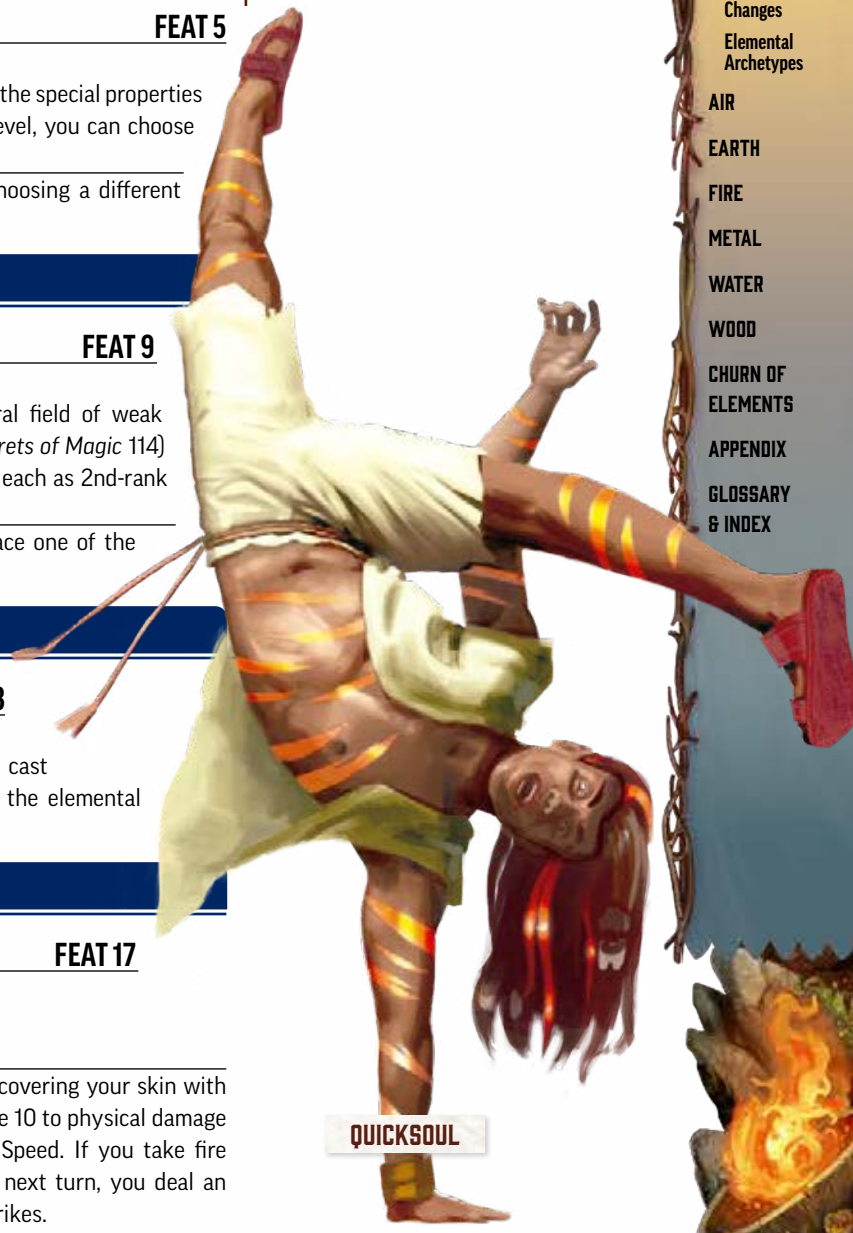 FEAT 5
the special properties
evel, you can choose
hoosing a different
FEAT 9
ral field of weak
rets of Magic 114)
each as 2nd-rank
ace one of the
cast
the elemental
FEAT 17
covering your skin with
e 10 to physical damage
Speed. If you take fire
next turn, you deal an
rikes.
QUICKSOUL
Changes
Elemental
Archetypes
AIR
EARTH
FIRE
METAL
WATER
WOOD
CHURN OF
ELEMENTS
APPENDIX
GLOSSARY
& INDEX